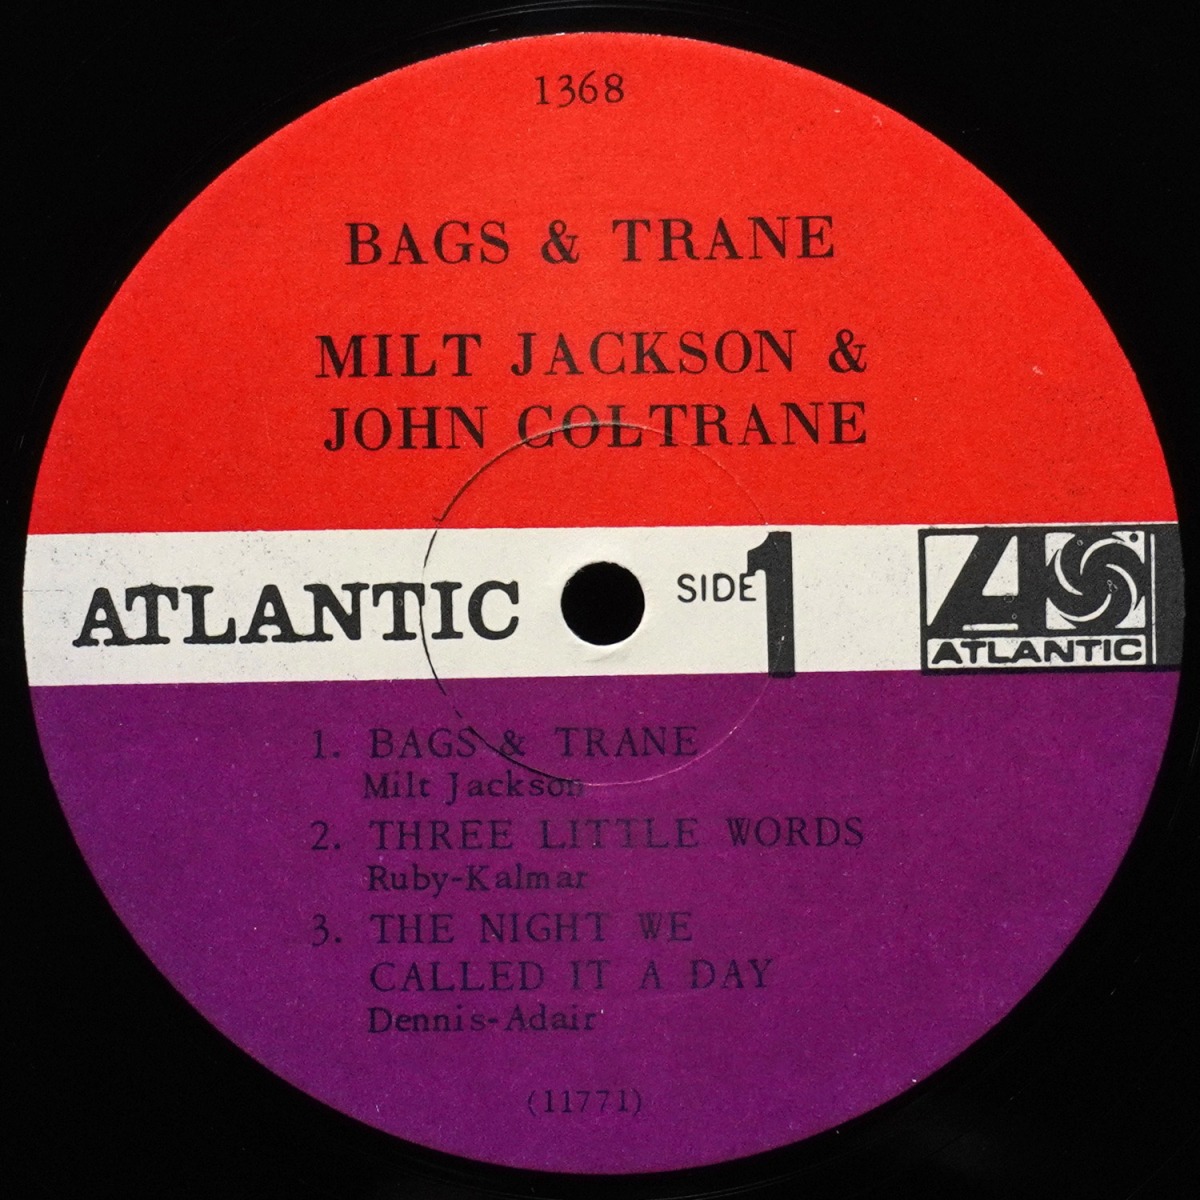 1368
BAGS & TRANE
MILT JACKSON &
JOHN COLTRANE
ATLANTIC
SIDE 1
ATLANTIC
1. BAGS & TRANE
Milt Jackson
2. THREE LITTLE WORDS
Ruby-Kalmar
3. THE NIGHT WE
CALLED IT A DAY
Dennis-Adair
(11771)